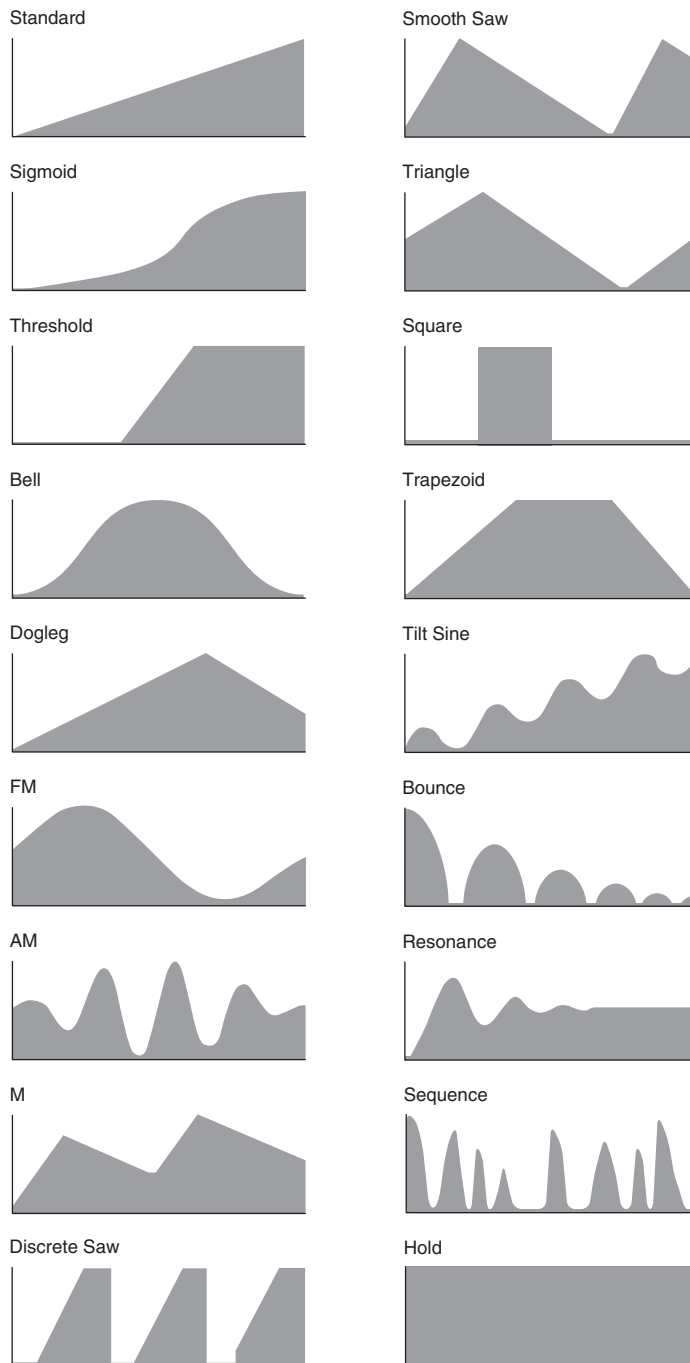 Standard
Smooth Saw
Sigmoid
Triangle
Threshold
Square
Bell
Trapezoid
Dogleg
Tilt Sine
FM
Bounce
AM
Resonance
M
Sequence
Discrete Saw
Hold